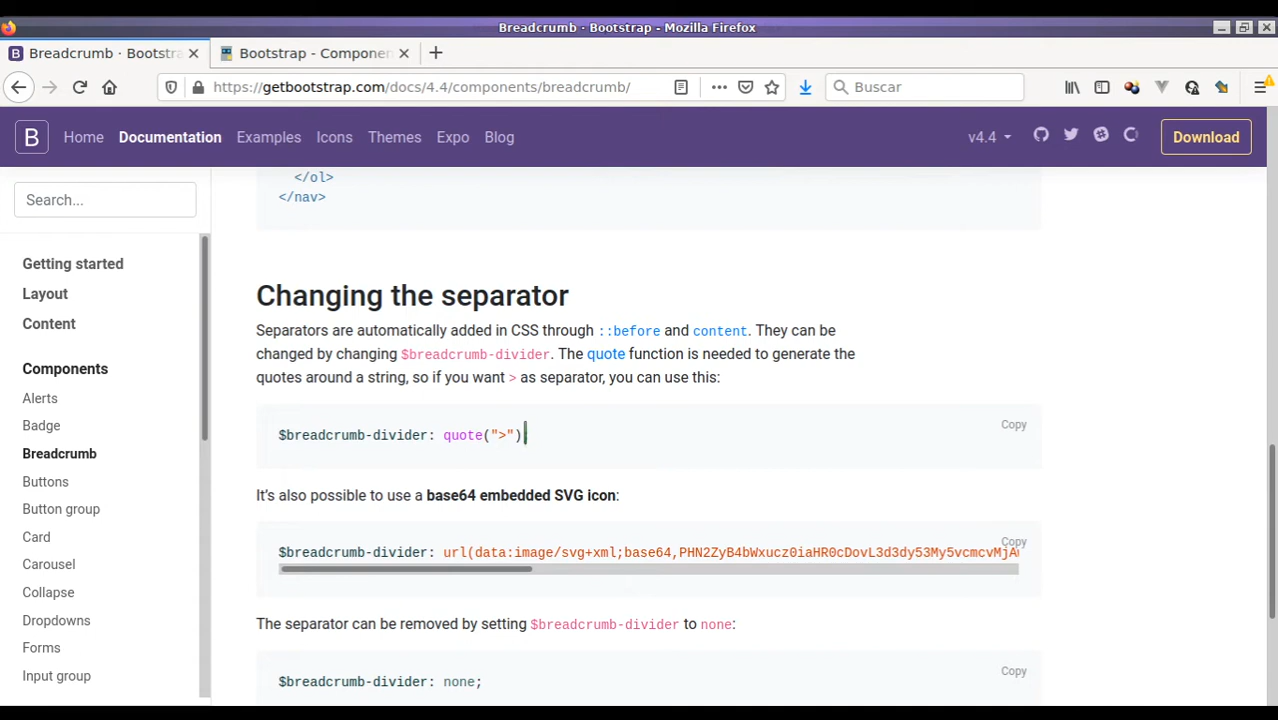 Breadcrumb · Bootstrap - Mozilla Firefox
Breadcrumb · Bootstra
Bootstrap - Componen
https://getbootstrap.com/docs/4.4/components/breadcrumb/
Buscar
B
Home
Documentation
Examples
Icons
Themes
Expo
Blog
v4.4
Download
Search...
Getting started
Layout
Content
Components
Alerts
Badge
Breadcrumb
Buttons
Button group
Card
Carousel
Collapse
Dropdowns
Forms
Input group
</ol>
</nav>
Changing the separator
Separators are automatically added in CSS through ::before and content. They can be
changed by changing $breadcrumb-divider. The quote function is needed to generate the
quotes around a string, so if you want > as separator, you can use this:
Copy
$breadcrumb-divider: quote(">");
It's also possible to use a base64 embedded SVG icon:
Copy
$breadcrumb-divider: url(data:image/svg+xml;base64,PHN2ZyB4bWxucz0iaHR0cDovL3d3dy53My5vcmcvMjA
The separator can be removed by setting $breadcrumb-divider to none:
Copy
$breadcrumb-divider: none;